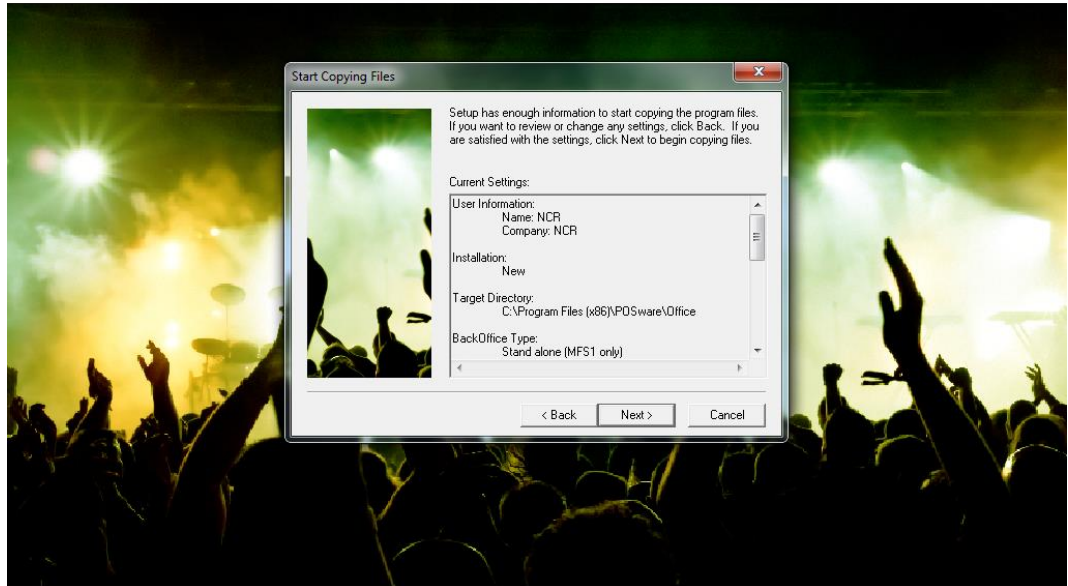 Start Copying Files
Setup has enough information to start copying the program files.
If you want to review or change any settings, click Back. If you
are satisfied with the settings, click Next to begin copying files.
Current Settings:
User Information:
Name: NCR
Company: NCR
Installation:
New
Target Directory:
C:\Program Files (x86)\POSware\Office
BackOffice Type:
Stand alone (MFS1 only)
< Back Next > Cancel